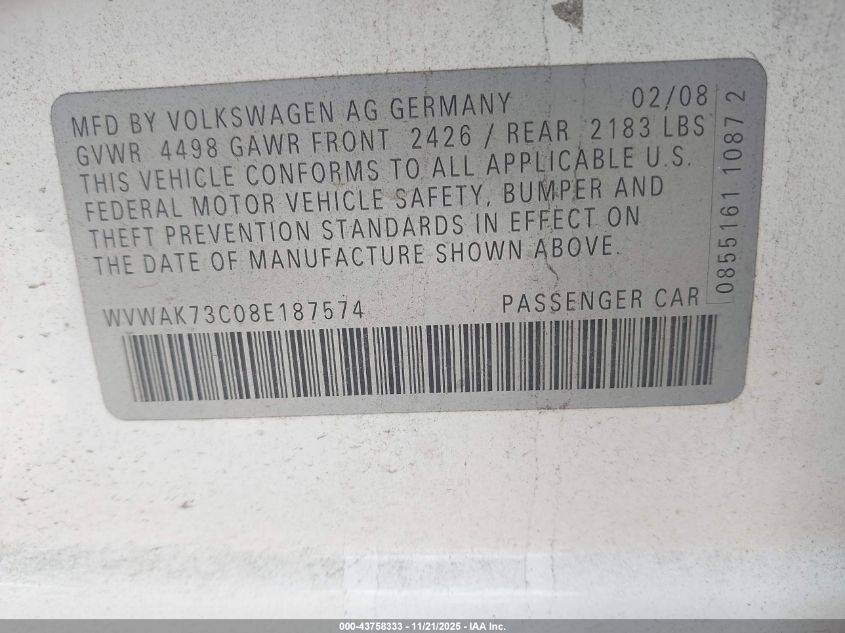 MFD BY VOLKSWAGEN AG GERMANY 02/08
GVWR 4498 GAWR FRONT 2426 / REAR 2183 LBS
THIS VEHICLE CONFORMS TO ALL APPLICABLE U.S.
FEDERAL MOTOR VEHICLE SAFETY, BUMPER AND
THEFT PREVENTION STANDARDS IN EFFECT ON
THE DATE OF MANUFACTURE SHOWN ABOVE.
WVWAK73C08E187574 PASSENGER CAR
0855161 1087 2
000-43758333 - 11/21/2025 - IAA Inc.